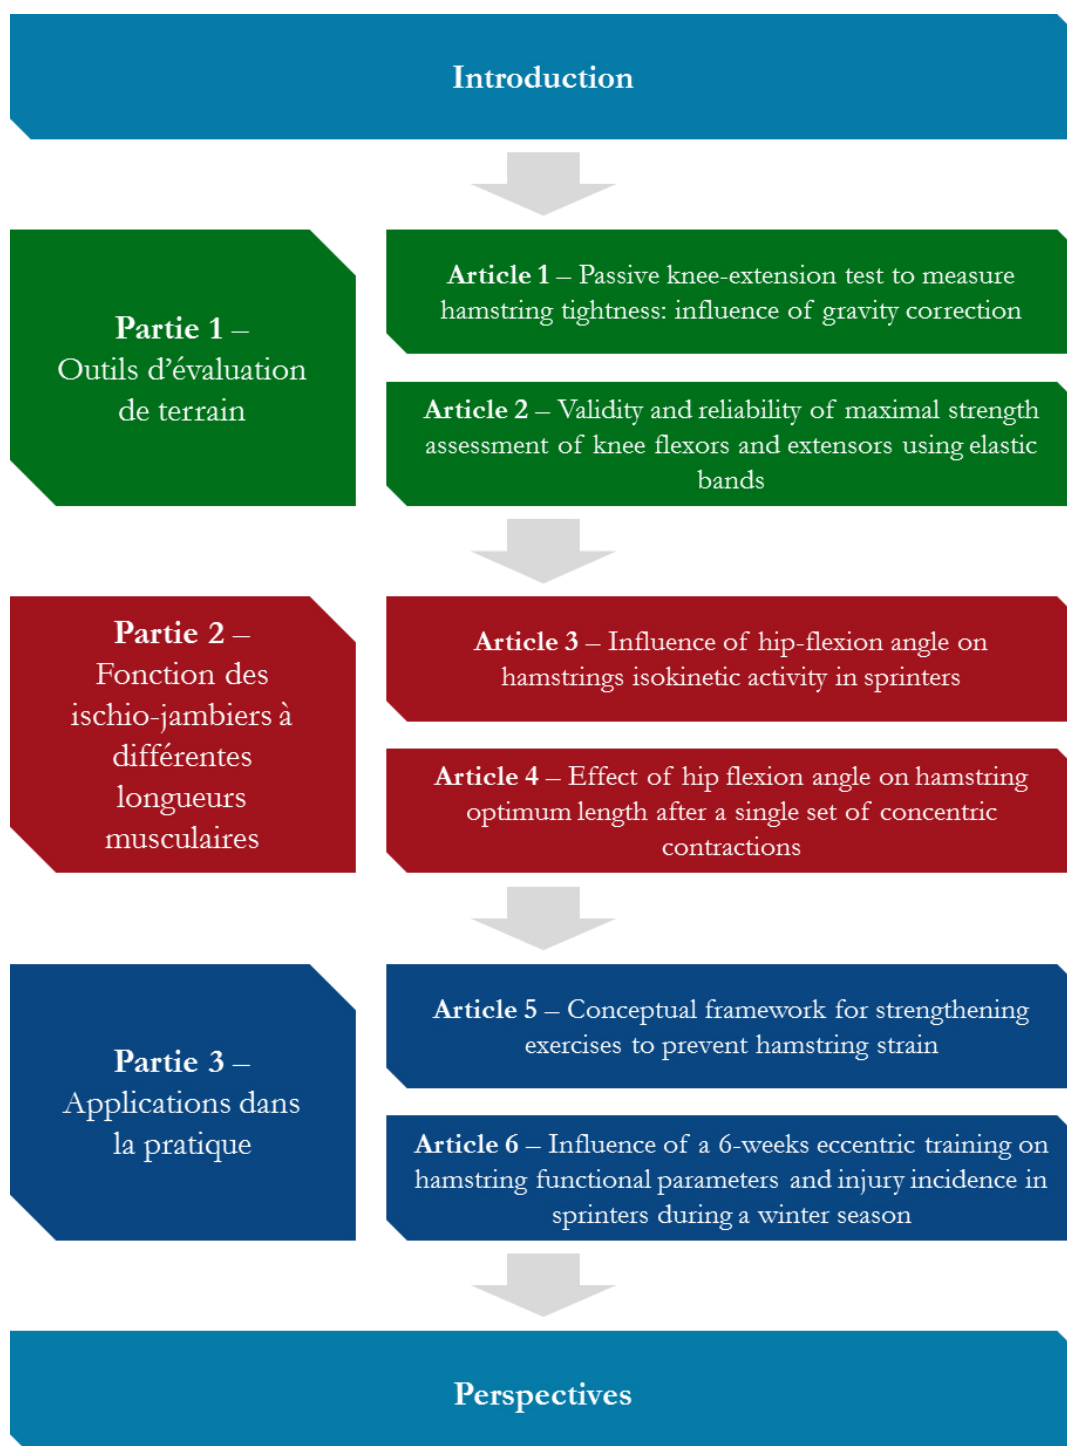 Introduction
Partie 1 –
Outils d’évaluation
de terrain
Article 1 – Passive knee-extension test to measure
hamstring tightness: influence of gravity correction
Article 2 – Validity and reliability of maximal strength
assessment of knee flexors and extensors using elastic
bands
Partie 2 –
Fonction des
ischio-jambiers à
différentes
longueurs
musculaires
Article 3 – Influence of hip-flexion angle on
hamstrings isokinetic activity in sprinters
Article 4 – Effect of hip flexion angle on hamstring
optimum length after a single set of concentric
contractions
Partie 3 –
Applications dans
la pratique
Article 5 – Conceptual framework for strengthening
exercises to prevent hamstring strain
Article 6 – Influence of a 6-weeks eccentric training on
hamstring functional parameters and injury incidence in
sprinters during a winter season
Perspectives